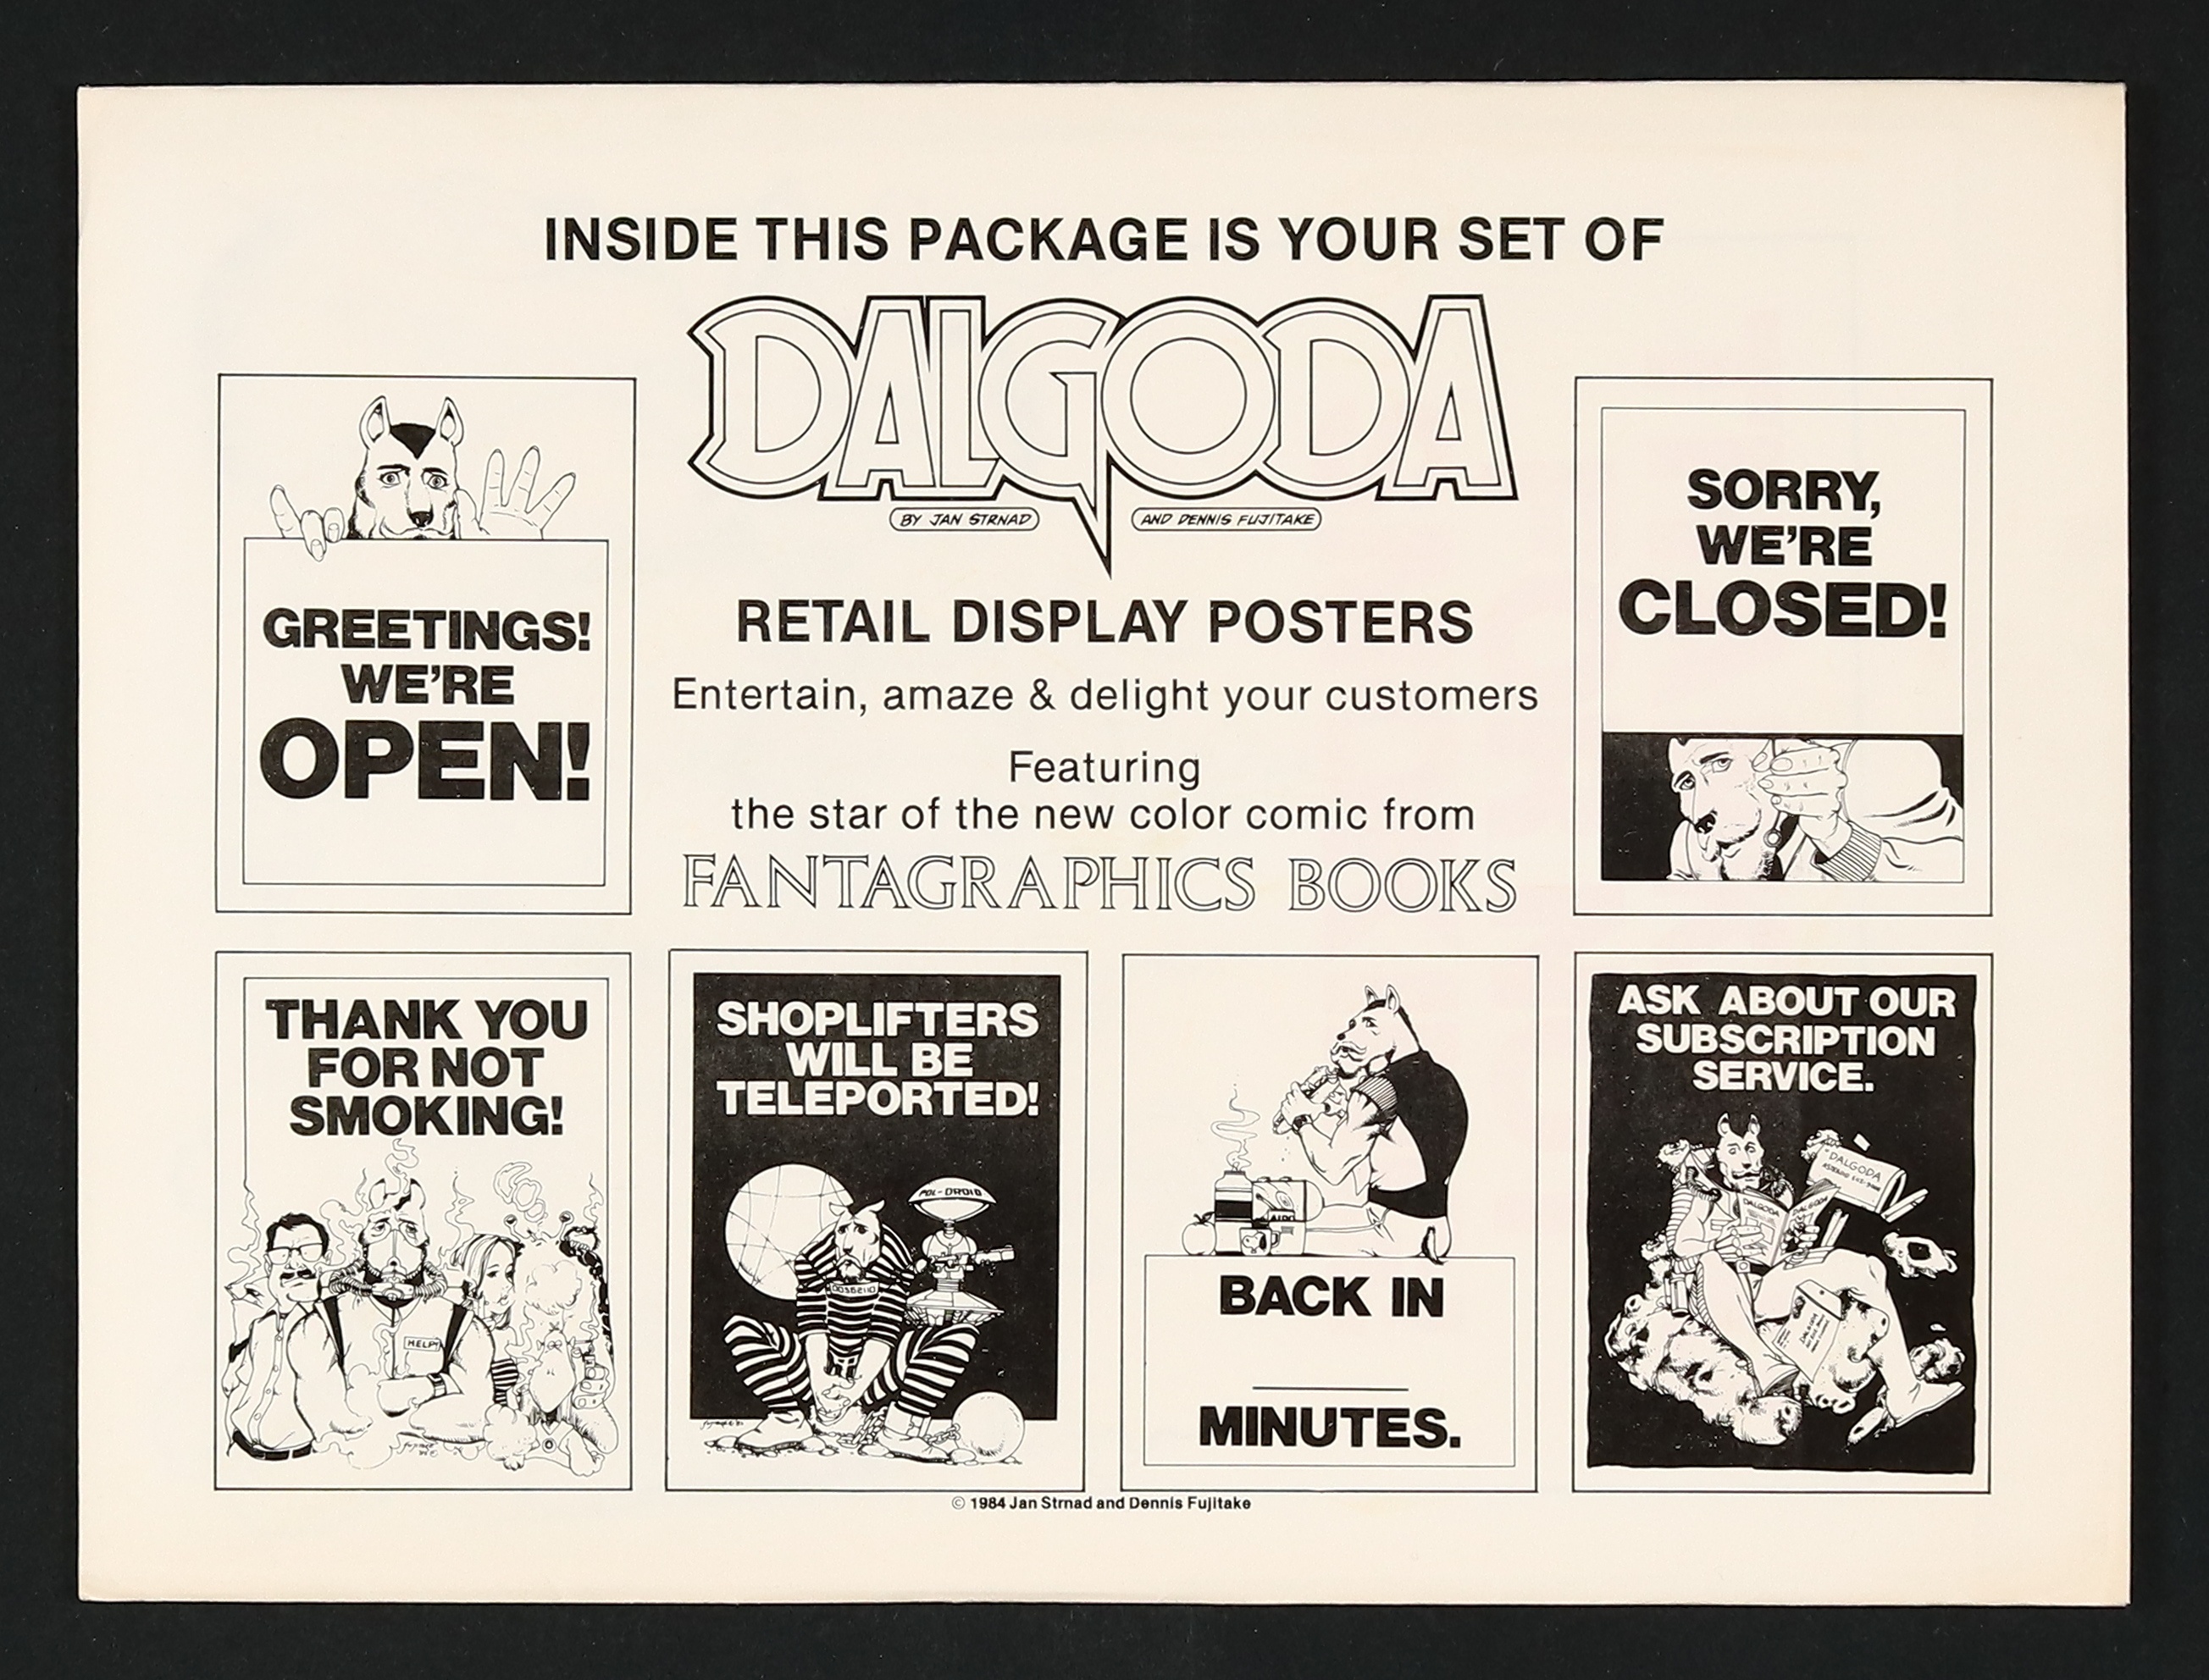 INSIDE THIS PACKAGE IS YOUR SET OF
DALGODA
BY JAN STRNAD
AND DENNIS FUJITAKE
RETAIL DISPLAY POSTERS
Entertain, amaze & delight your customers
Featuring
the star of the new color comic from
FANTAGRAPHICS BOOKS
GREETINGS!
WE'RE
OPEN!
SORRY,
WE'RE
CLOSED!
THANK YOU
FOR NOT
SMOKING!
HELP!
SHOPLIFTERS
WILL BE
TELEPORTED!
POL-DROID
BACK IN
MINUTES.
ASK ABOUT OUR
SUBSCRIPTION
SERVICE.
DALGODA
DALGODA
DALGODA
© 1984 Jan Strnad and Dennis Fujitake